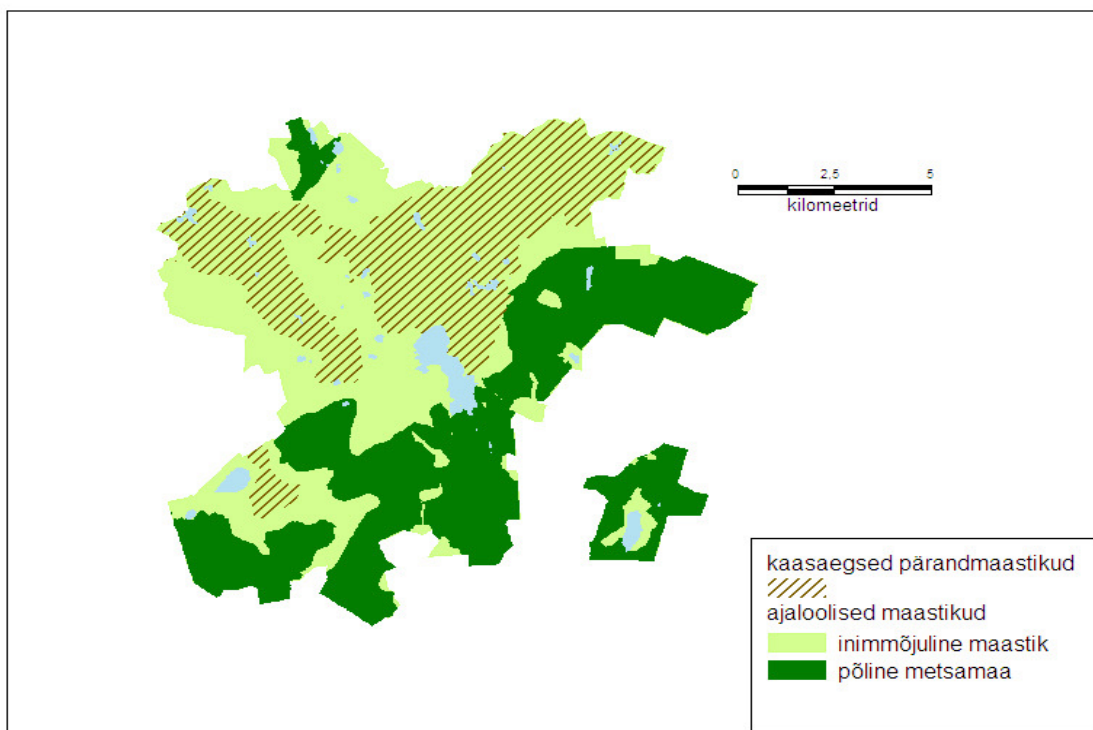 0 2,5 5
kilomeetrid
kaasaegsed pärandmaastikud
ajaloolised maastikud
inimmõjuline maastik
põline metsamaa